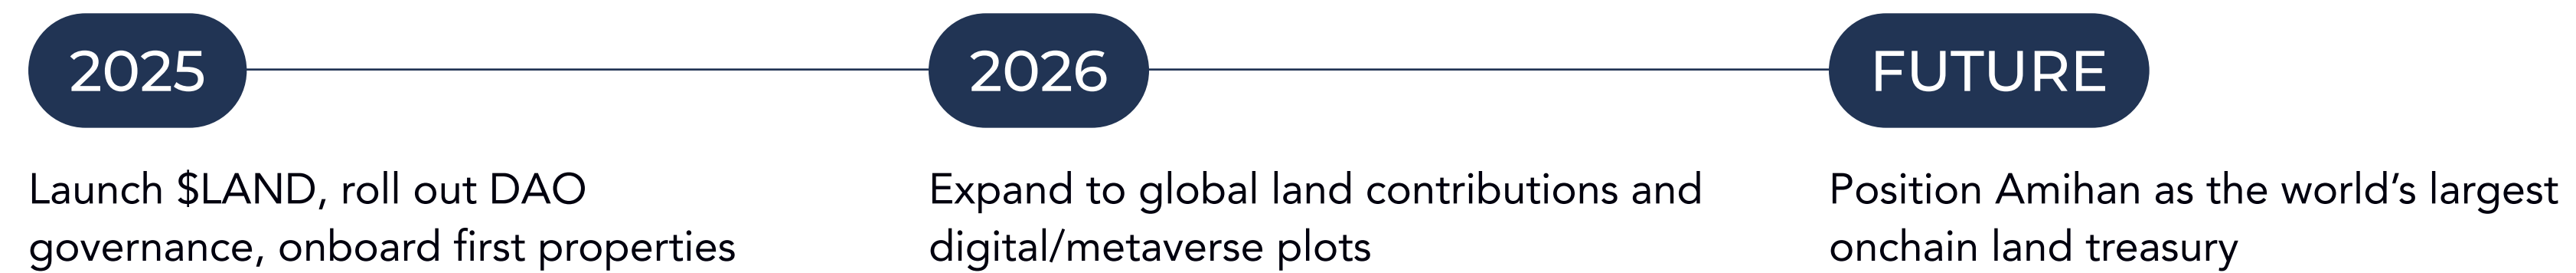 2025
Launch $LAND, roll out DAO
governance, onboard first properties
2026
Expand to global land contributions and
digital/metaverse plots
FUTURE
Position Amihan as the world’s largest
onchain land treasury